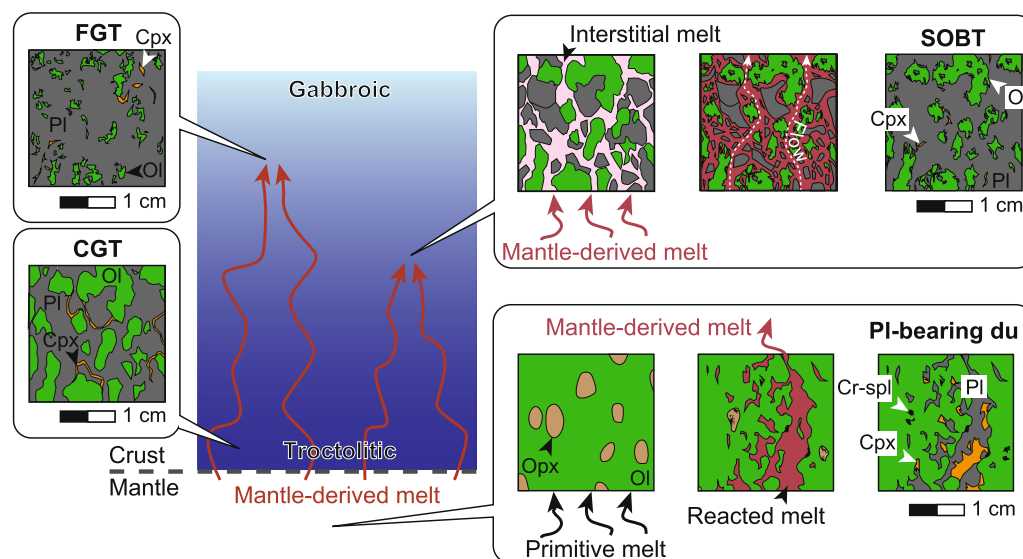 FGT
Cpx
Pl
Ol
1 cm
CGT
Ol
Pl
Cpx
1 cm
Crust
Mantle
Gabbroic
Troctolitic
Mantle-derived melt
Interstitial melt
SOBT
Flow
Ol
Cpx
Pl
1 cm
Mantle-derived melt
Mantle-derived melt
Pl-bearing du
Opx
Ol
Cr-spl
Pl
Cpx
Reacted melt
1 cm
Primitive melt